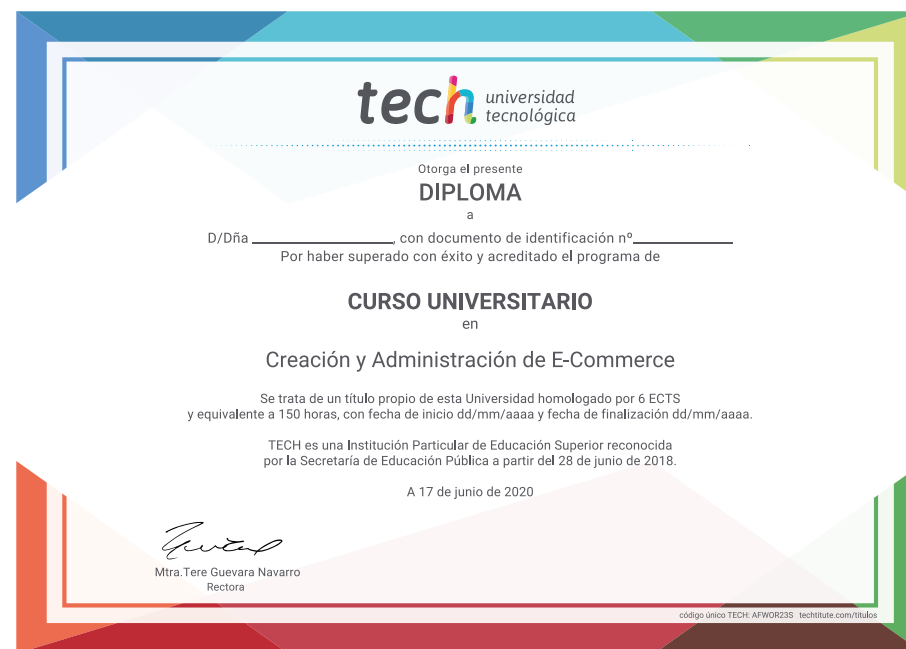 tech universidad
tecnológica
Otorga el presente
DIPLOMA
a
D/Dña ____________________, con documento de identificación nº______________
Por haber superado con éxito y acreditado el programa de
CURSO UNIVERSITARIO
en
Creación y Administración de E-Commerce
Se trata de un título propio de esta Universidad homologado por 6 ECTS
y equivalente a 150 horas, con fecha de inicio dd/mm/aaaa y fecha de finalización dd/mm/aaaa.
TECH es una Institución Particular de Educación Superior reconocida
por la Secretaría de Educación Pública a partir del 28 de junio de 2018.
A 17 de junio de 2020
Mtra.Tere Guevara Navarro
Rectora
código único TECH: AFWOR23S techtitute.com/titulos